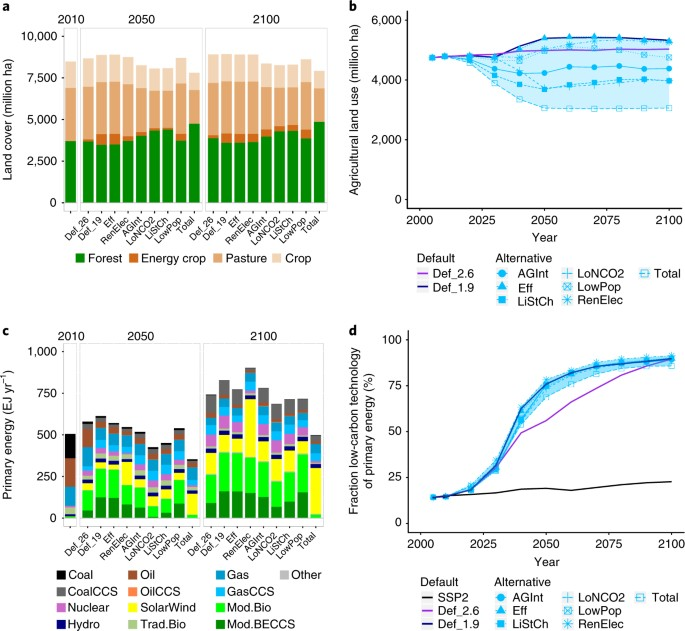 a
2010
2050
2100
Land cover (million ha)
10,000
7,500
5,000
2,500
0
Def_26
Def_19
Eff
RenElec
AGInt
LoNCO2
LiStCh
LowPop
Total
Def_26
Def_19
Eff
RenElec
AGInt
LoNCO2
LiStCh
LowPop
Total
Forest
Energy crop
Pasture
Crop
b
Agricultural land use (million ha)
6,000
4,000
2,000
0
2000
2025
2050
2075
2100
Year
Default
Alternative
Def_2.6
Def_1.9
AGInt
Eff
LiStCh
LoNCO2
LowPop
RenElec
Total
c
2010
2050
2100
Primary energy (EJ yr–1)
1,000
750
500
250
0
Def_26
Def_19
Eff
RenElec
AGInt
LoNCO2
LiStCh
LowPop
Total
Def_26
Def_19
Eff
RenElec
AGInt
LoNCO2
LiStCh
LowPop
Total
Coal
Oil
Gas
Other
CoalCCS
OilCCS
GasCCS
Nuclear
SolarWind
Mod.Bio
Hydro
Trad.Bio
Mod.BECCS
d
Fraction low-carbon technology
of primary energy (%)
100
75
50
25
0
2000
2025
2050
2075
2100
Year
Default
Alternative
SSP2
Def_2.6
Def_1.9
AGInt
Eff
LiStCh
LoNCO2
LowPop
RenElec
Total